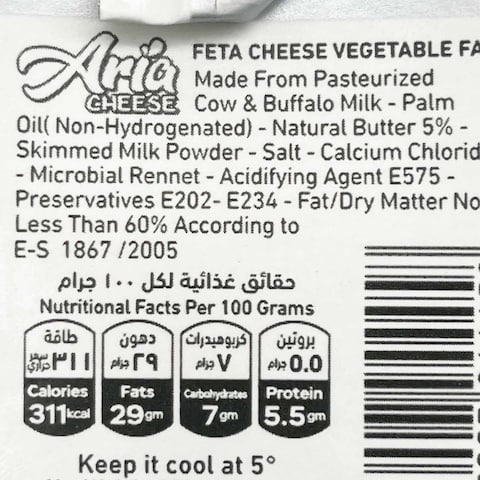 Aria
CHEESE
FETA CHEESE VEGETABLE FA
Made From Pasteurized
Cow & Buffalo Milk - Palm
Oil( Non-Hydrogenated) - Natural Butter 5% -
Skimmed Milk Powder - Salt - Calcium Chlorid
- Microbial Rennet - Acidifying Agent E575 -
Preservatives E202- E234 - Fat/Dry Matter No
Less Than 60% According to
E-S 1867 /2005
حقائق غذائية لكل ١٠٠ جرام
Nutritional Facts Per 100 Grams
طاقة دهون كربوهيدرات بروتين
٣١١ سعر حراري ٢٩ جرام ٧ جرام ٥.٥ جرام
Calories Fats Carbohydrates Protein
311kcal 29gm 7gm 5.5gm
Keep it cool at 5°